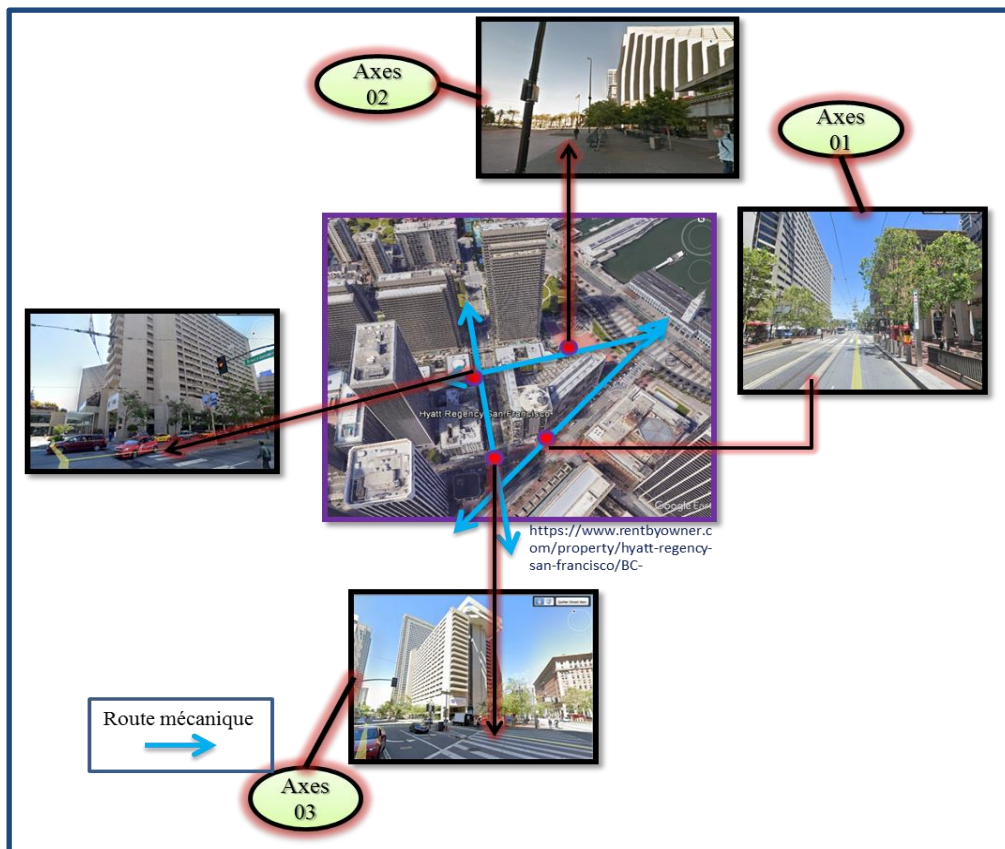 Axes
02
Axes
01
Hyatt Regency San Francisco
Google Eart
https://www.rentbyowner.c
om/property/hyatt-regency-
san-francisco/BC-
Route mécanique
Axes
03